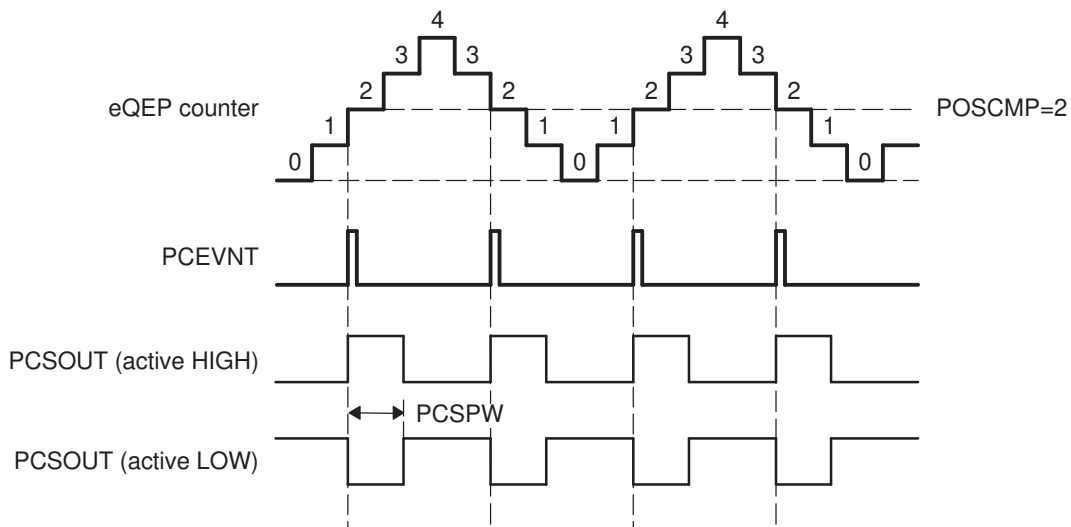 4 4
3 3 3 3
2 2 2 2
eQEP counter POSCMP=2
1 1 1 1
0 0 0
PCEVNT
PCSOUT (active HIGH)
PCSPW
PCSOUT (active LOW)